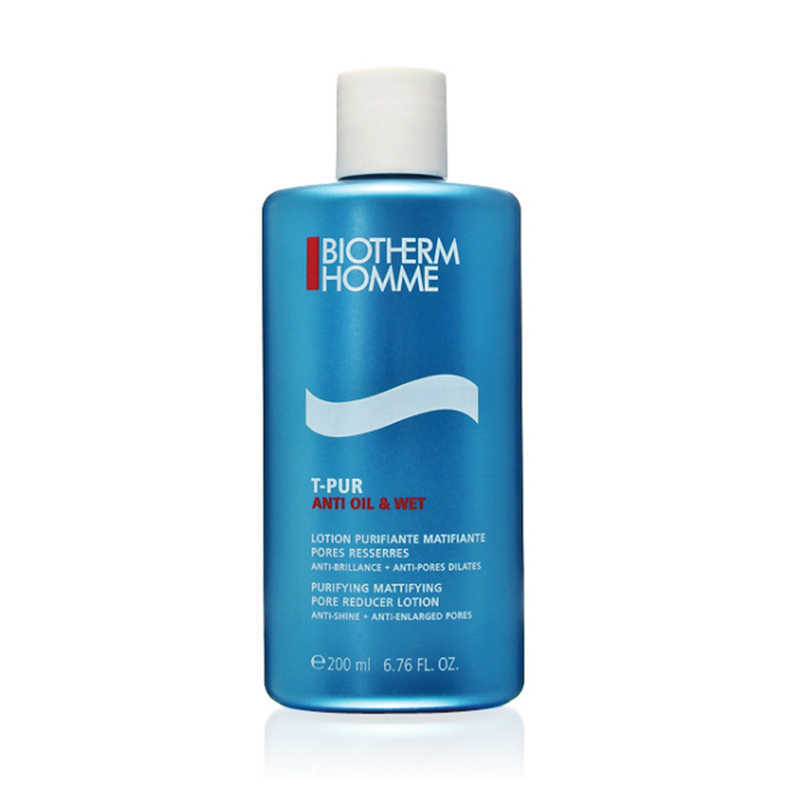 BIOTHERM
HOMME
T-PUR
ANTI OIL & WET
LOTION PURIFIANTE MATIFIANTE
PORES RESSERRES
ANTI-BRILLANCE + ANTI-PORES DILATES
PURIFYING MATTIFYING
PORE REDUCER LOTION
ANTI-SHINE + ANTI-ENLARGED PORES
℮200 ml 6.76 FL. OZ.